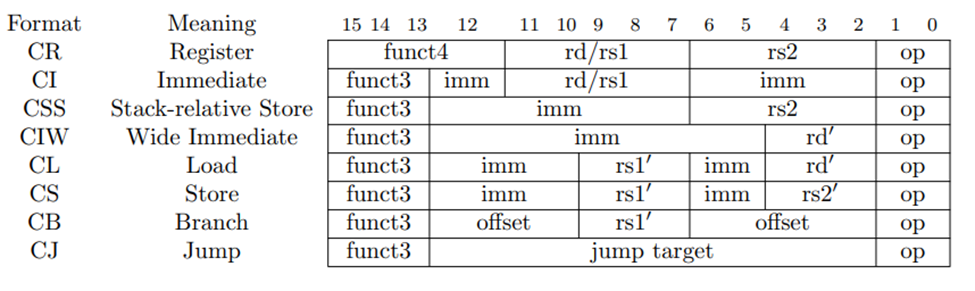 Format Meaning 15 14 13 12 11 10 9 8 7 6 5 4 3 2 1 0
CR Register funct4 rd/rs1 rs2 op
CI Immediate funct3 imm rd/rs1 imm op
CSS Stack-relative Store funct3 imm rs2 op
CIW Wide Immediate funct3 imm rd′ op
CL Load funct3 imm rs1′ imm rd′ op
CS Store funct3 imm rs1′ imm rs2′ op
CB Branch funct3 offset rs1′ offset op
CJ Jump funct3 jump target op